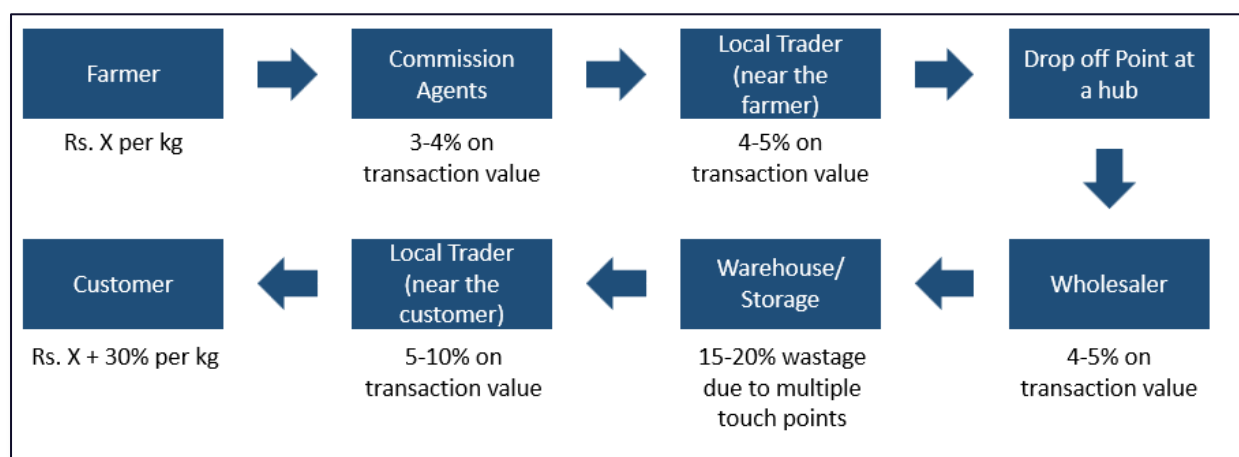 Farmer
Rs. X per kg
Commission
Agents
3-4% on
transaction value
Local Trader
(near the
farmer)
4-5% on
transaction value
Drop off Point at
a hub
Wholesaler
4-5% on
transaction value
Warehouse/
Storage
15-20% wastage
due to multiple
touch points
Local Trader
(near the
customer)
5-10% on
transaction value
Customer
Rs. X + 30% per kg